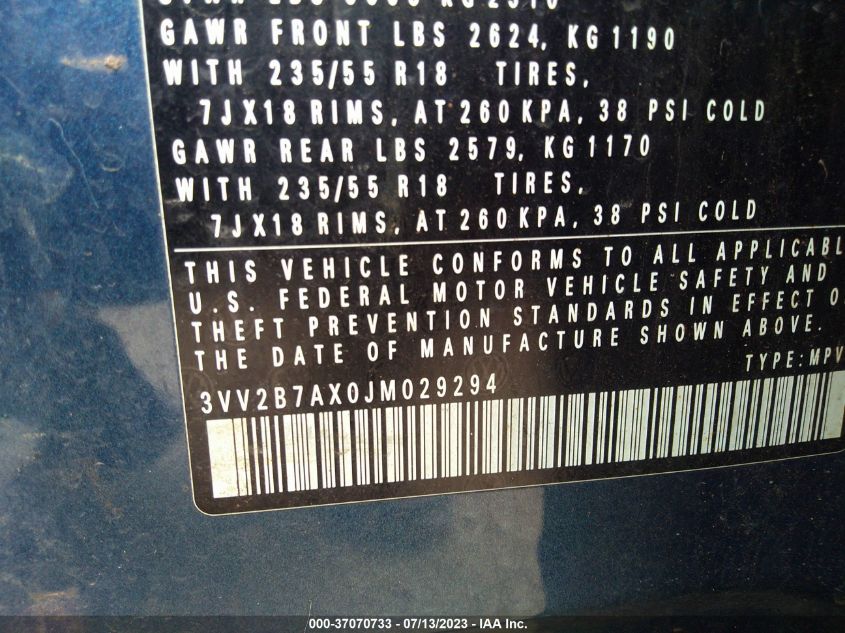 GAWR FRONT LBS 2624, KG 1190
WITH 235/55 R18 TIRES,
7JX18 RIMS, AT 260 KPA, 38 PSI COLD
GAWR REAR LBS 2579, KG 1170
WITH 235/55 R18 TIRES,
7JX18 RIMS, AT 260 KPA, 38 PSI COLD
THIS VEHICLE CONFORMS TO ALL APPLICABL
U.S. FEDERAL MOTOR VEHICLE SAFETY AND
THEFT PREVENTION STANDARDS IN EFFECT O
THE DATE OF MANUFACTURE SHOWN ABOVE.
TYPE: MPV
3VV2B7AX0JM029294
000-37070733 - 07/13/2023 - IAA Inc.